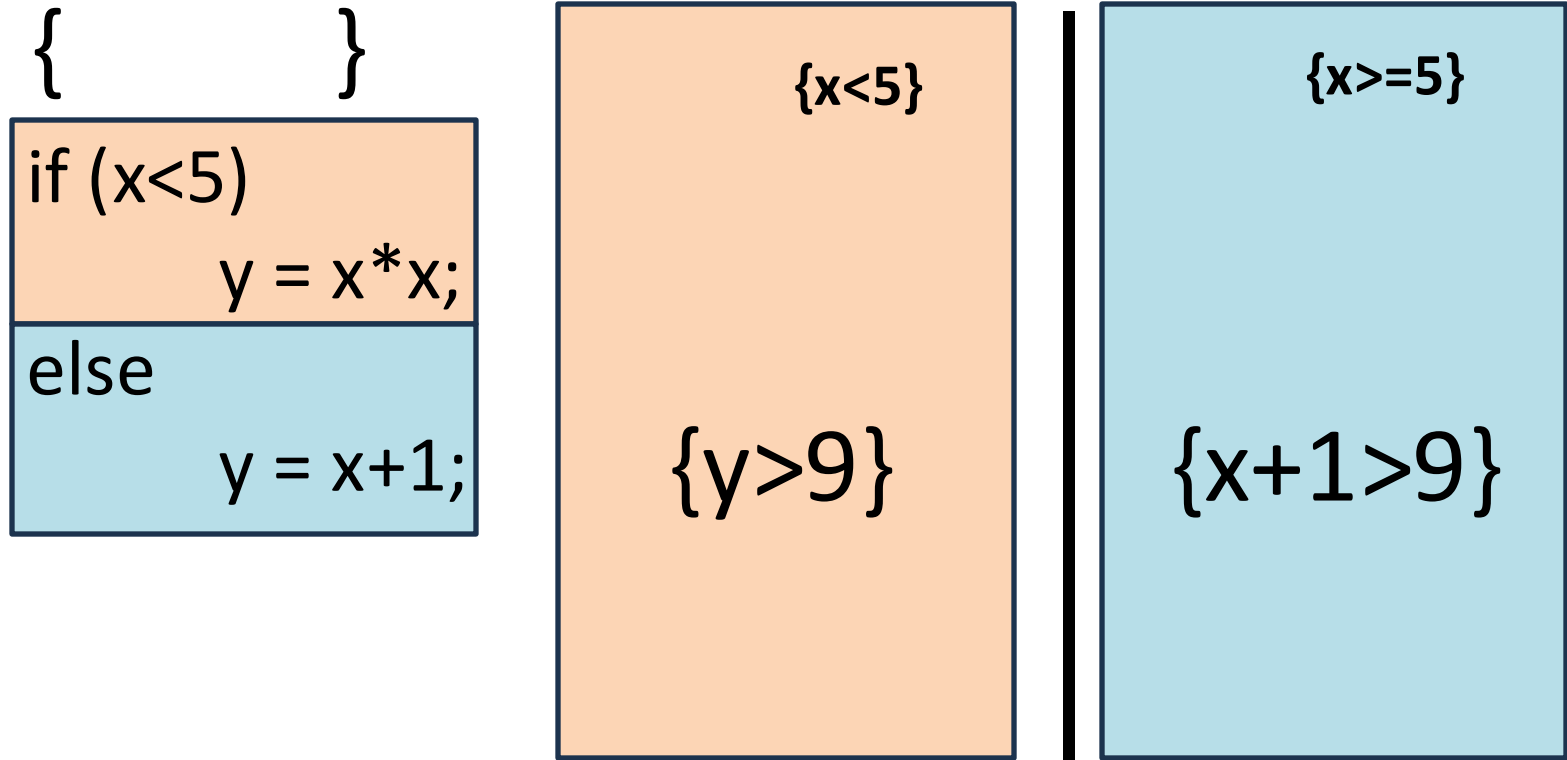 { }
if (x<5)
y = x*x;
else
y = x+1;
{x<5}
{y>9}
{x>=5}
{x+1>9}